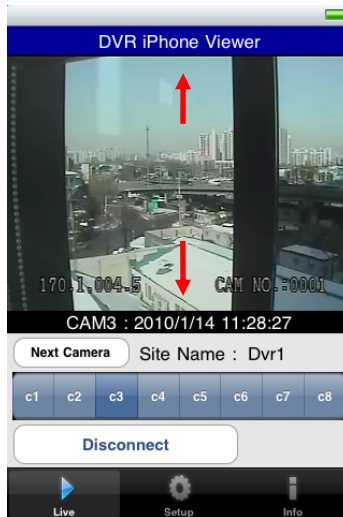 DVR iPhone Viewer
170.1.004.5 CAM NO.:0001
CAM3 : 2010/1/14 11:28:27
Next Camera Site Name : Dvr1
c1 c2 c3 c4 c5 c6 c7 c8
Disconnect
Live Setup Info